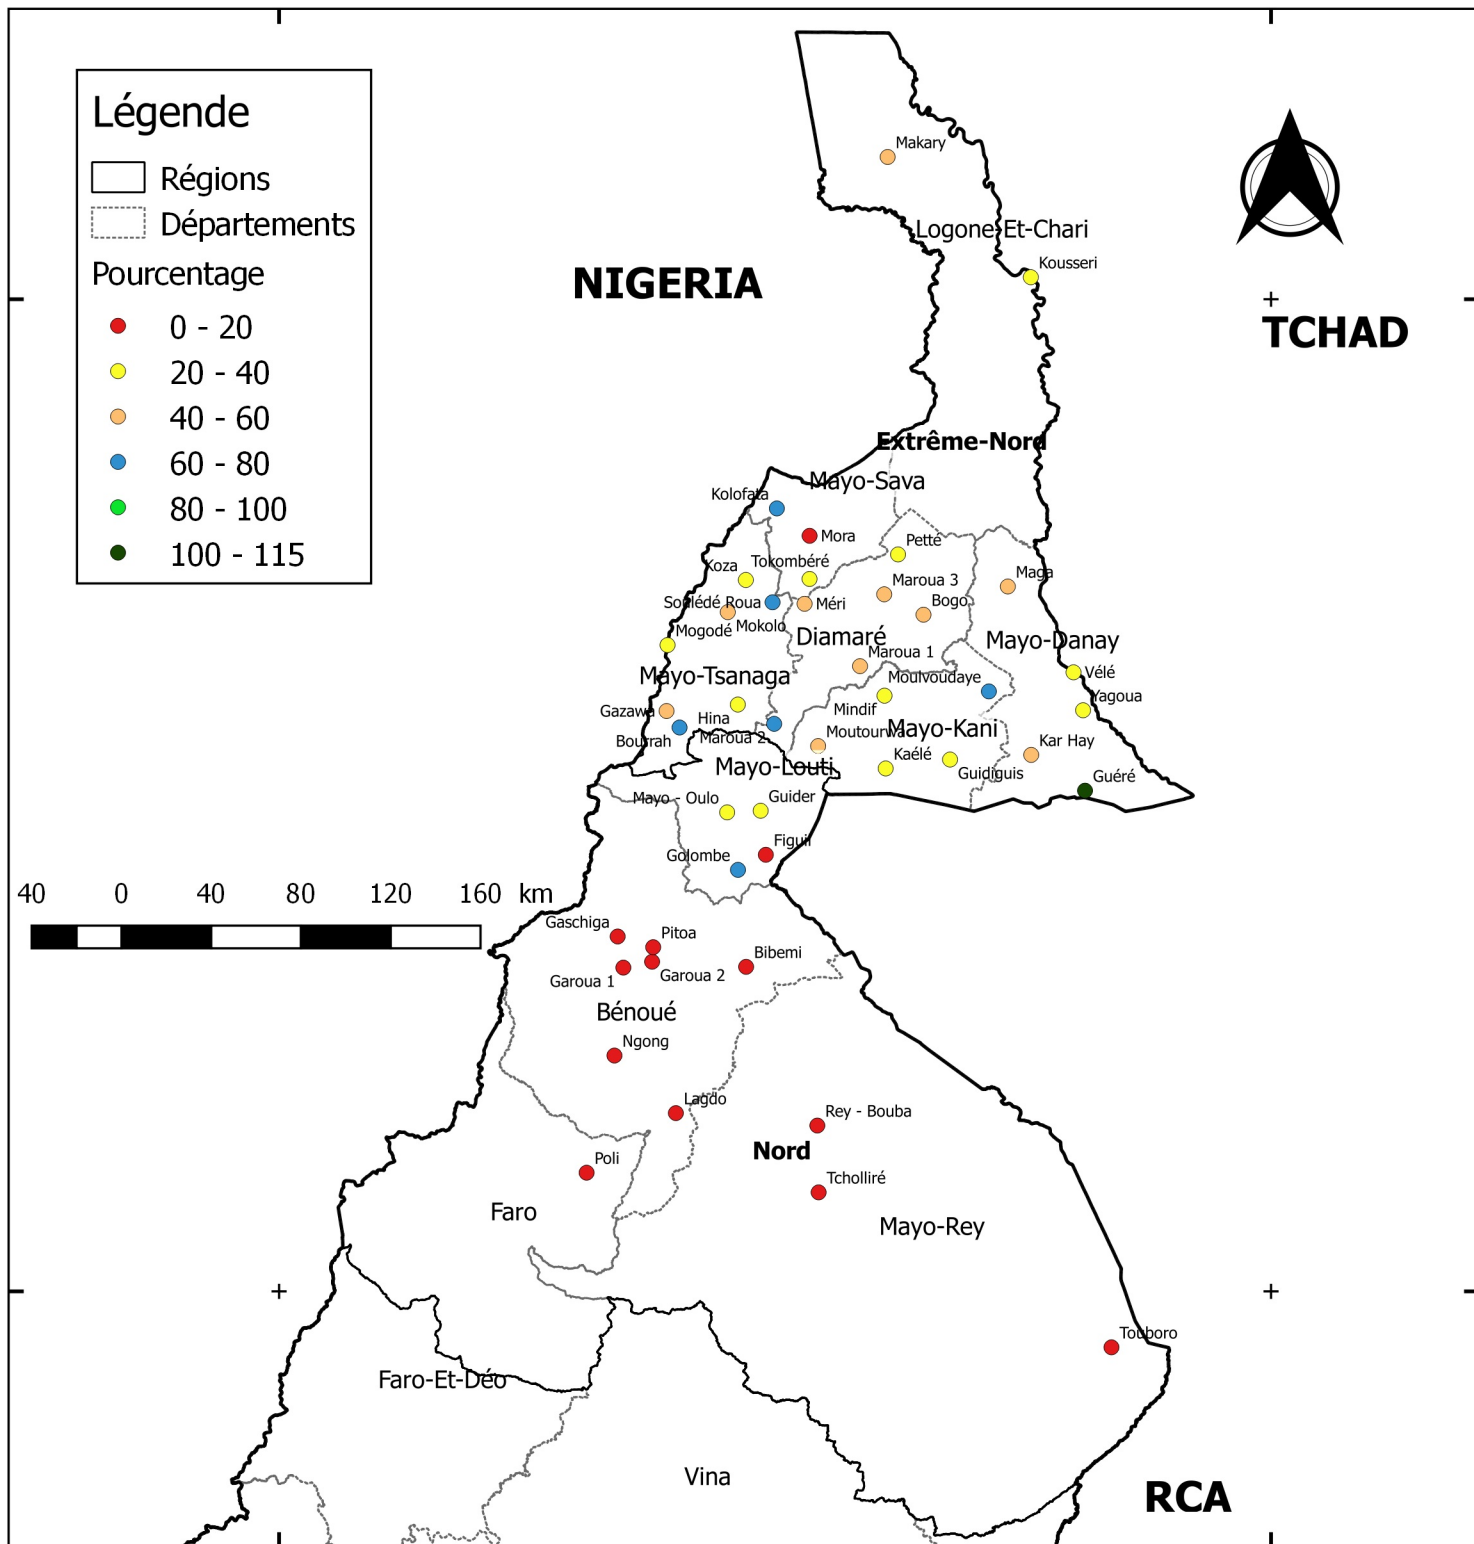 Légende
Régions
Départements
Pourcentage
0 - 20
20 - 40
40 - 60
60 - 80
80 - 100
100 - 115
Makary
Logone-Et-Chari
Kousseri
NIGERIA
TCHAD
Extrême-Nord
Mayo-Sava
Kolofata
Mora
Petté
Tokombéré
Koza
Maroua 3
Maga
Soulédé Roua
Méri
Bogo
Mokolo
Mogodé
Diamaré
Mayo-Danay
Maroua 1
Mayo-Tsanaga
Moulvoudaye
Vélé
Yagoua
Gazawa
Hina
Mindif
Mayo-Kani
Bourrah
Maroua 2
Moutourwa
Kar Hay
Kaélé
Guidiguis
Mayo-Louti
Guéré
Mayo - Oulo
Guider
Figuil
Golombe
40 0 40 80 120 160 km
Gaschiga
Pitoa
Bibemi
Garoua 1
Garoua 2
Bénoué
Ngong
Lagdo
Rey - Bouba
Nord
Poli
Tcholliré
Faro
Mayo-Rey
Touboro
Faro-Et-Déo
Vina
RCA